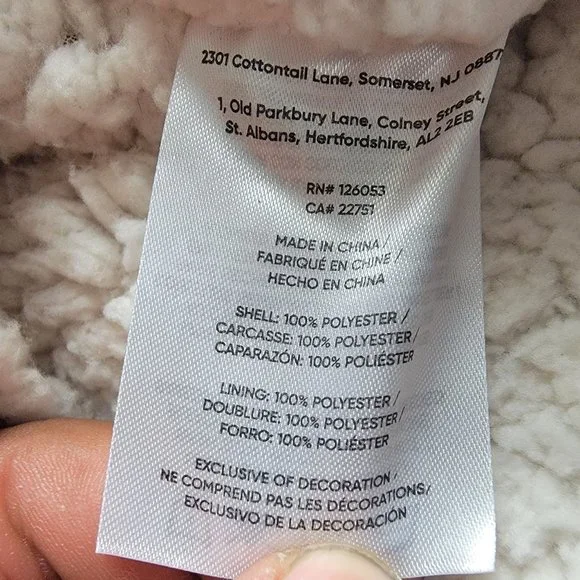 2301 Cottontail Lane, Somerset, NJ 0887
1, Old Parkbury Lane, Colney Street,
St. Albans, Hertfordshire, AL2 2EB
RN# 126053
CA# 22751
MADE IN CHINA /
FABRIQUÉ EN CHINE /
HECHO EN CHINA
SHELL: 100% POLYESTER /
CARCASSE: 100% POLYESTER /
CAPARAZÓN: 100% POLIÉSTER
LINING: 100% POLYESTER /
DOUBLURE: 100% POLYESTER /
FORRO: 100% POLIÉSTER
EXCLUSIVE OF DECORATION /
NE COMPREND PAS LES DÉCORATIONS/
EXCLUSIVO DE LA DECORACIÓN